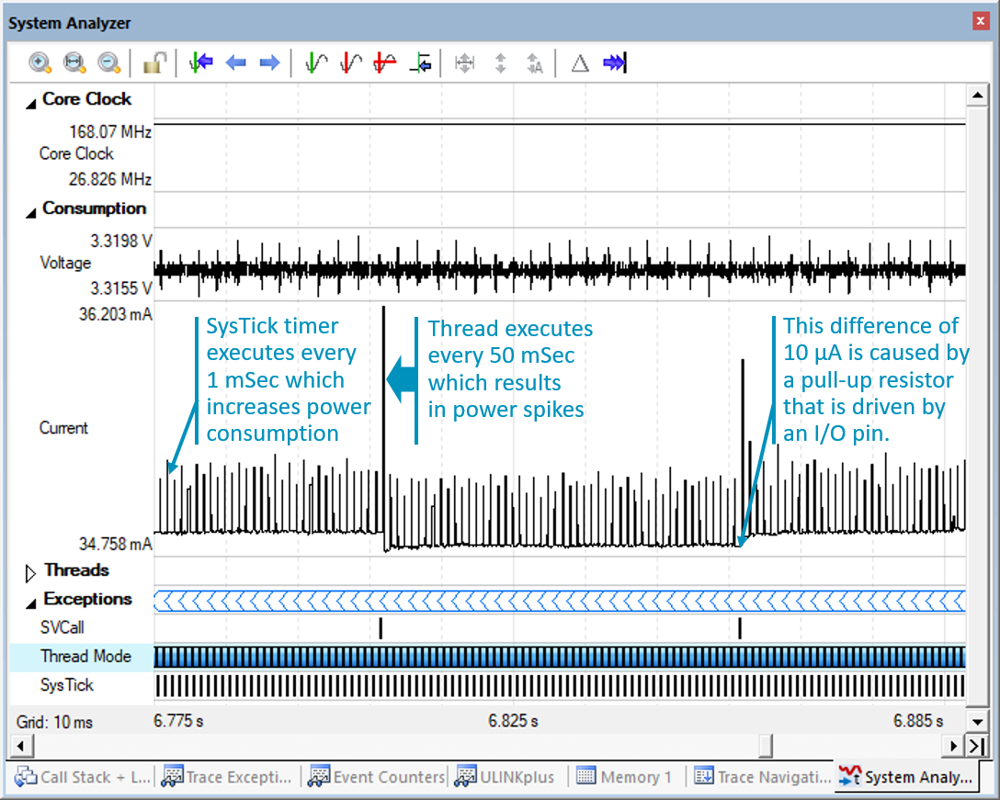 System Analyzer
Core Clock
168.07 MHz
Core Clock
26.826 MHz
Consumption
3.3198 V
Voltage
3.3155 V
36.203 mA
Current
34.758 mA
SysTick timer
executes every
1 mSec which
increases power
consumption
Thread executes
every 50 mSec
which results
in power spikes
This difference of
10 µA is caused by
a pull-up resistor
that is driven by
an I/O pin.
Threads
Exceptions
SVCall
Thread Mode
SysTick
Grid: 10 ms 6.775 s 6.825 s 6.885 s
Call Stack + L... Trace Excepti... Event Counters ULINKplus Memory 1 Trace Navigati... System Analy...